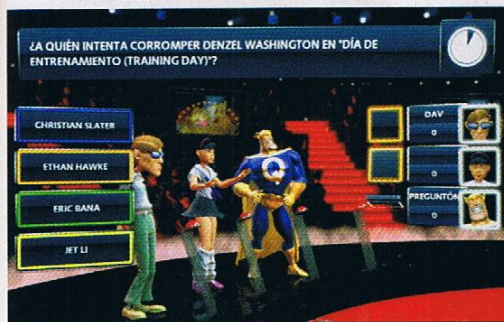 ¿A QUIÉN INTENTA CORROMPER DENZEL WASHINGTON EN "DÍA DE
ENTRENAMIENTO (TRAINING DAY)"?
CHRISTIAN SLATER
ETHAN HAWKE
ERIC BANA
JET LI
DAV
0
0
PREGUNTÓN
0
Q